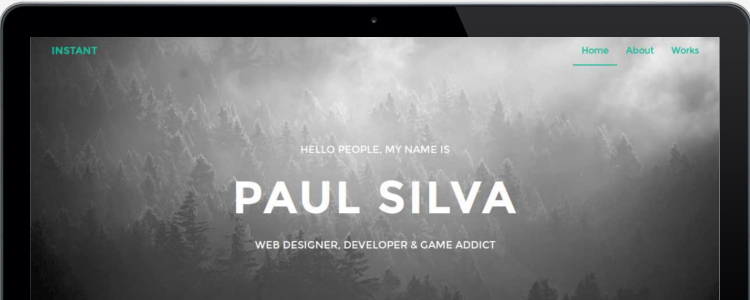 INSTANT
Home About Works
HELLO PEOPLE, MY NAME IS
PAUL SILVA
WEB DESIGNER, DEVELOPER & GAME ADDICT